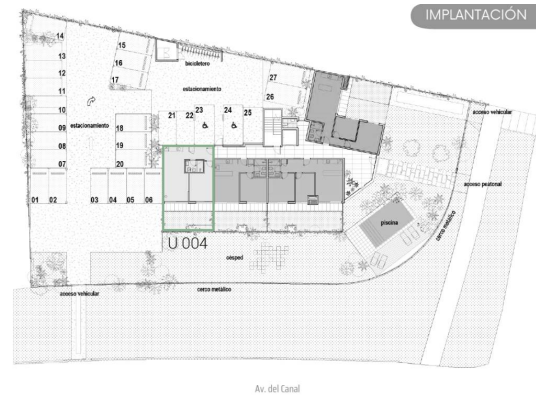 IMPLANTACIÓN
14
13
12
11
10
09
08
07
15
16
17
bicicletero
estacionamiento
27
26
estacionamiento
18
19
20
21
22
23
24
25
acceso vehicular
acceso peatonal
01
02
03
04
05
06
piscina
cerco metálico
U 004
césped
acceso vehicular
cerco metálico
Av. del Canal